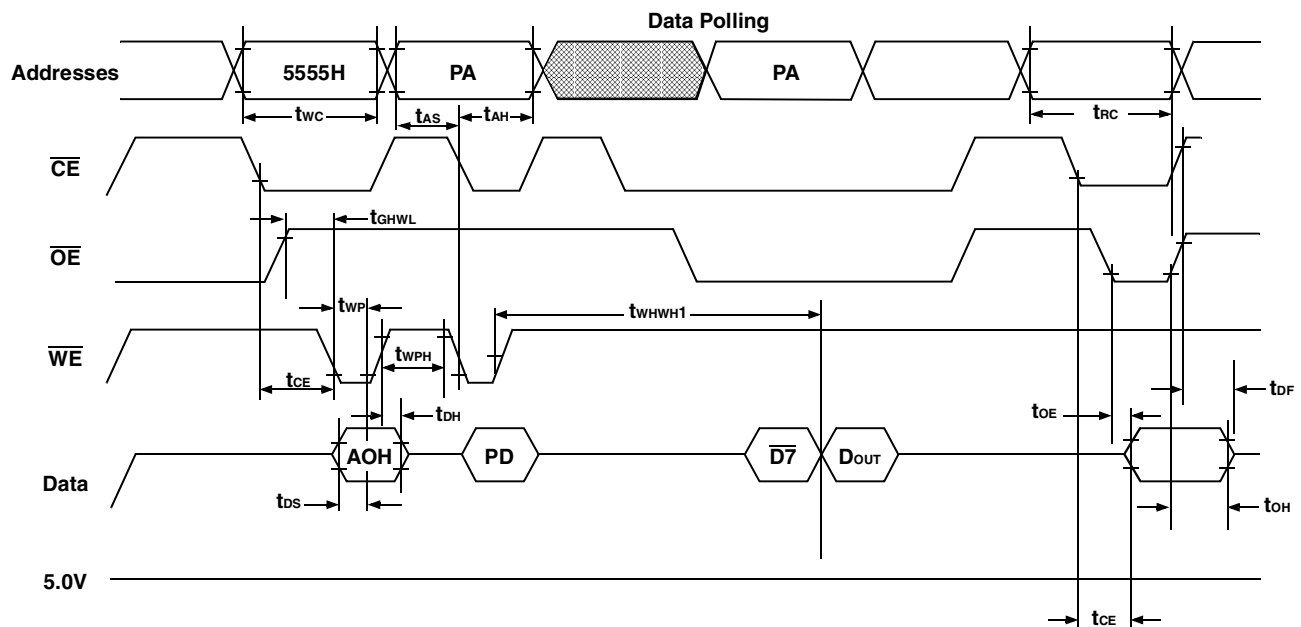 Data Polling
Addresses
5555H
PA
PA
tWC
tAS
tAH
tRC
CE
tGHWL
OE
tWP
tWHWH1
WE
tWPH
tCE
tDH
tOE
tDF
AOH
PD
D7
DOUT
Data
tDS
tOH
5.0V
tCE